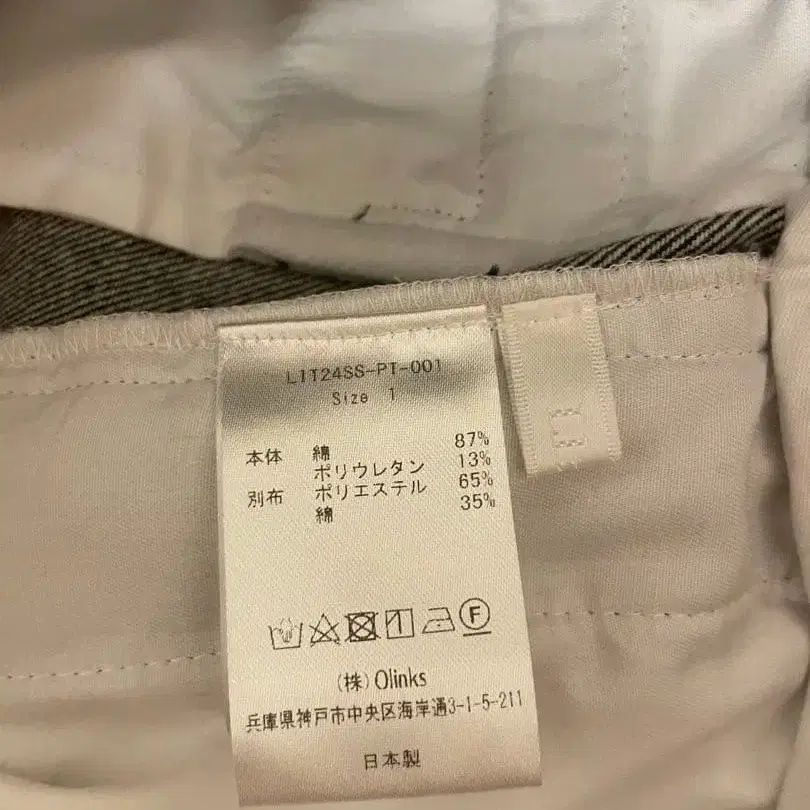 LIT24SS-PT-001
Size 1
本体 綿 87%
ポリウレタン 13%
別布 ポリエステル 65%
綿 35%
F
(株)Olinks
兵庫県神戸市中央区海岸通3-1-5-211
日本製